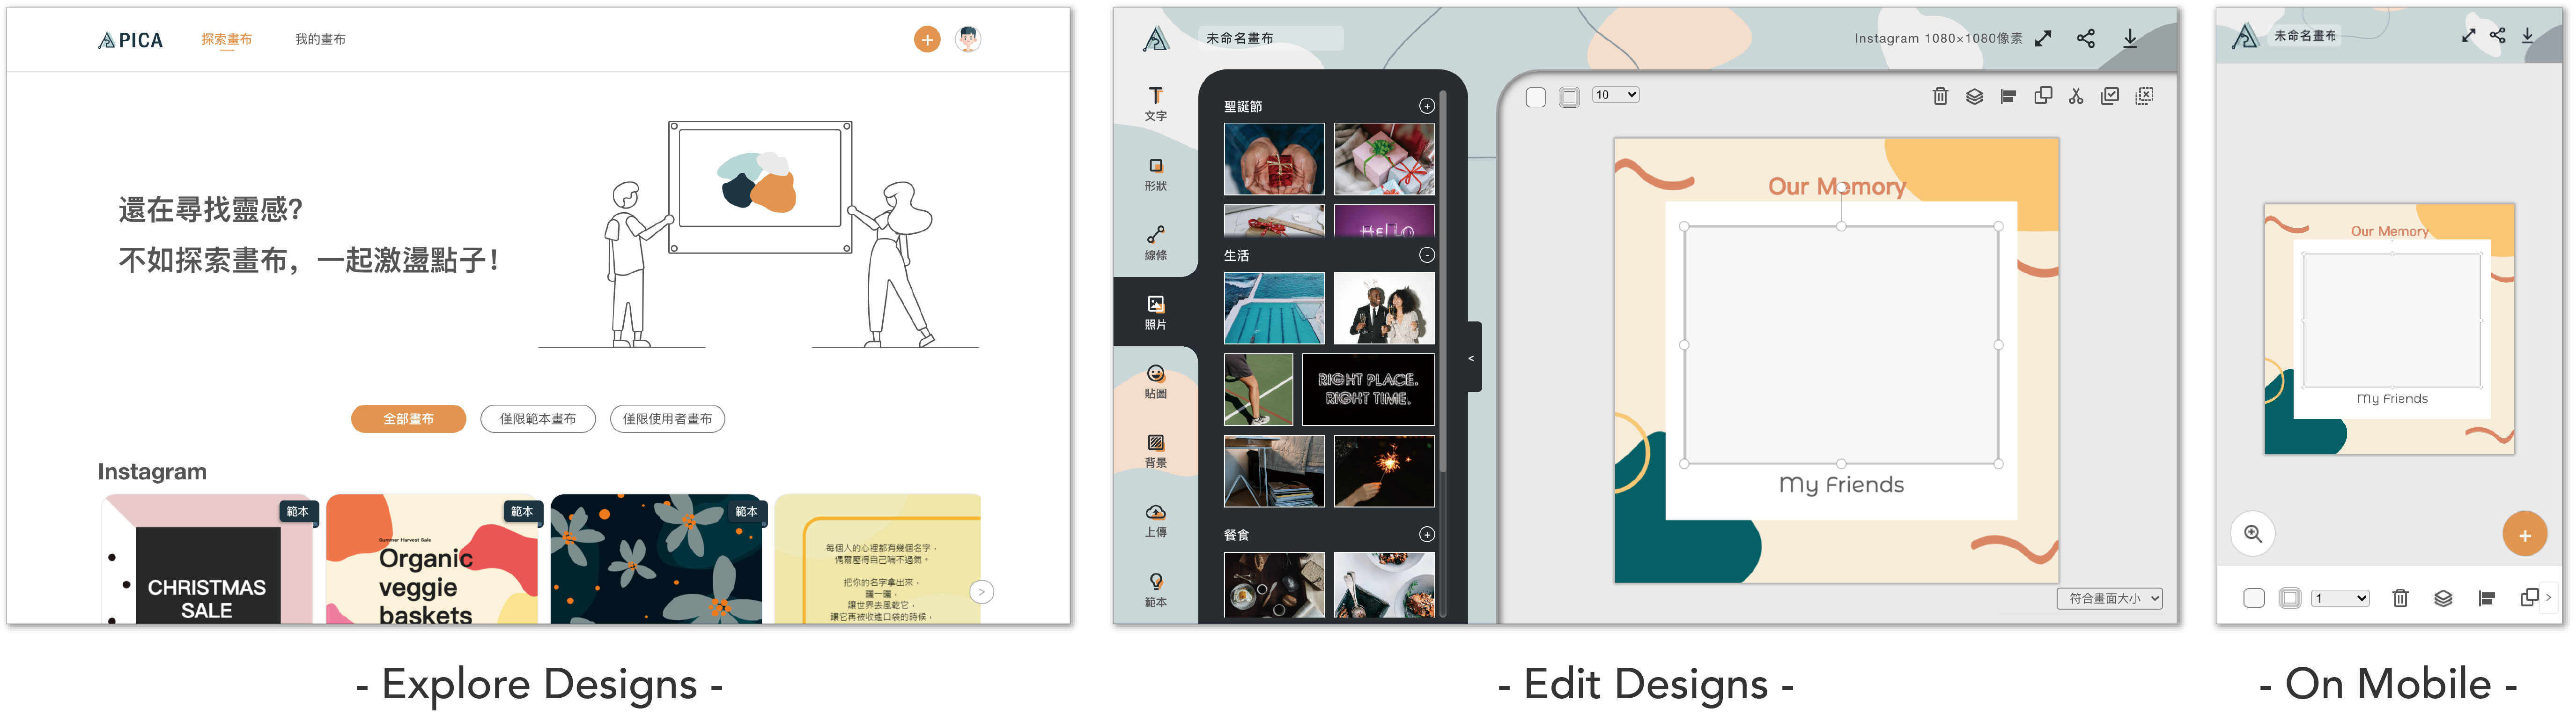 PICA
探索畫布
我的畫布
+
還在尋找靈感?
不如探索畫布，一起激盪點子!
全部畫布
僅限範本畫布
僅限使用者畫布
Instagram
範本
CHRISTMAS
SALE
範本
Summer Harvest Sale
Organic
veggie
baskets
範本
每個人的心裡都有幾個名字，
偶爾壓得自己喘不過氣。
把你的名字拿出來，
曬一曬，
讓世界去風乾它，
讓它再被收進口袋的時候，
>
- Explore Designs -
未命名畫布
Instagram 1080×1080像素
文字
形狀
線條
照片
貼圖
背景
上傳
範本
聖誕節
+
HELLO
生活
-
RIGHT PLACE.
RIGHT TIME.
餐食
+
<
10
Our Memory
My Friends
符合畫面大小
- Edit Designs -
未命名畫布
Our Memory
My Friends
+
1
>
- On Mobile -